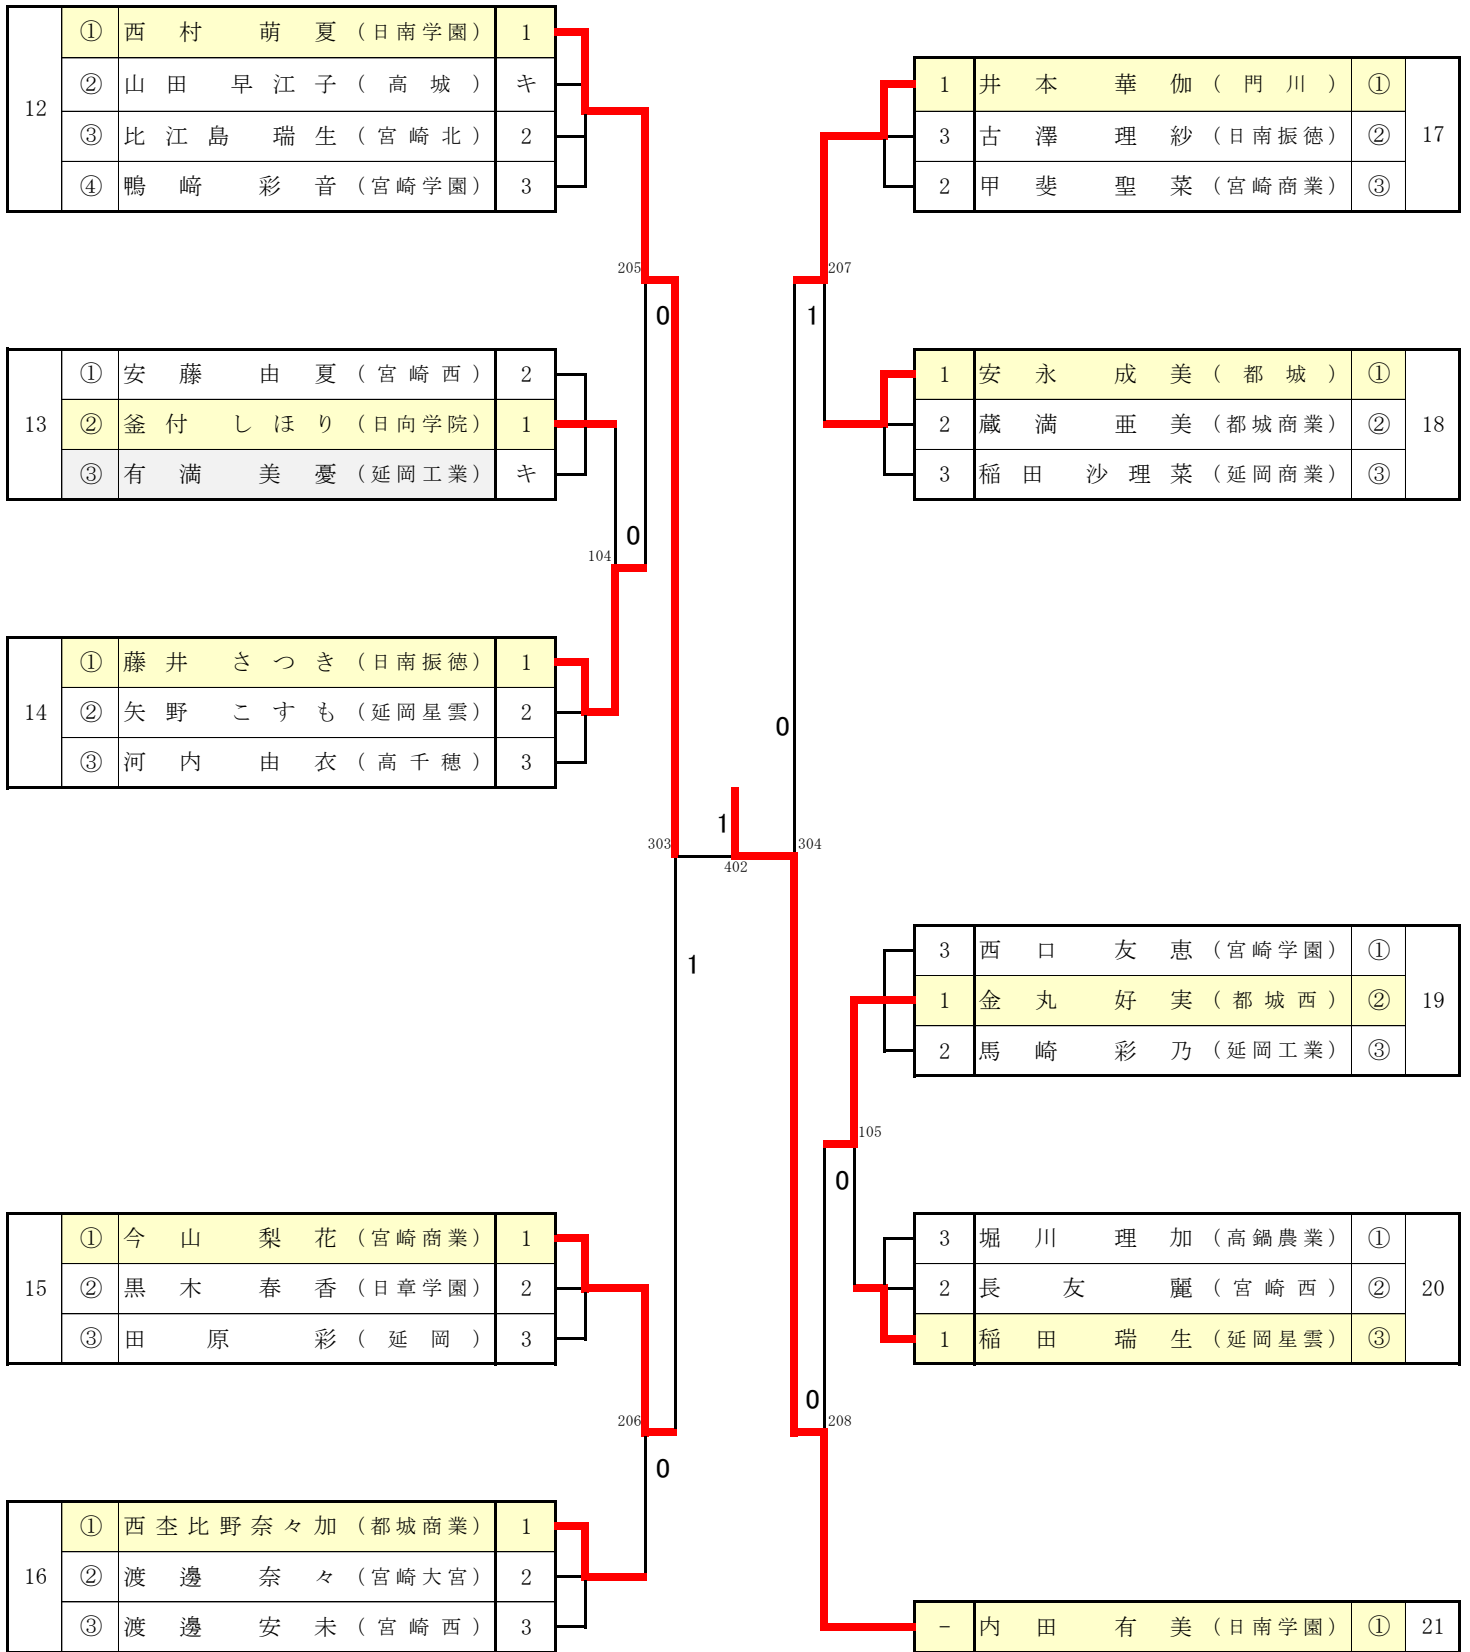 12
① 西村 萌夏 (日南学園) 1
② 山田 早江子 (高城) キ
③ 比江島 瑞生 (宮崎北) 2
④ 鴨﨑 彩音 (宮崎学園) 3
13
① 安藤 由夏 (宮崎西) 2
② 釜付 しほり (日向学院) 1
③ 有満 美憂 (延岡工業) キ
14
① 藤井 さつき (日南振徳) 1
② 矢野 こすも (延岡星雲) 2
③ 河内 由衣 (高千穂) 3
15
① 今山 梨花 (宮崎商業) 1
② 黒木 春香 (日章学園) 2
③ 田原 彩 (延岡) 3
16
① 西杢比野奈々加 (都城商業) 1
② 渡邊 奈々 (宮崎大宮) 2
③ 渡邊 安未 (宮崎西) 3
205
0
0
104
303
1
206
0
1
402
1 井本 華伽 (門川) ①
3 古澤 理紗 (日南振徳) ②
2 甲斐 聖菜 (宮崎商業) ③
17
1 安永 成美 (都城) ①
2 蔵満 亜美 (都城商業) ②
3 稲田 沙理菜 (延岡商業) ③
18
3 西口 友恵 (宮崎学園) ①
1 金丸 好実 (都城西) ②
2 馬崎 彩乃 (延岡工業) ③
19
3 堀川 理加 (高鍋農業) ①
2 長友 麗 (宮崎西) ②
1 稲田 瑞生 (延岡星雲) ③
20
- 内田 有美 (日南学園) ①
21
207
1
0
304
105
0
0
208